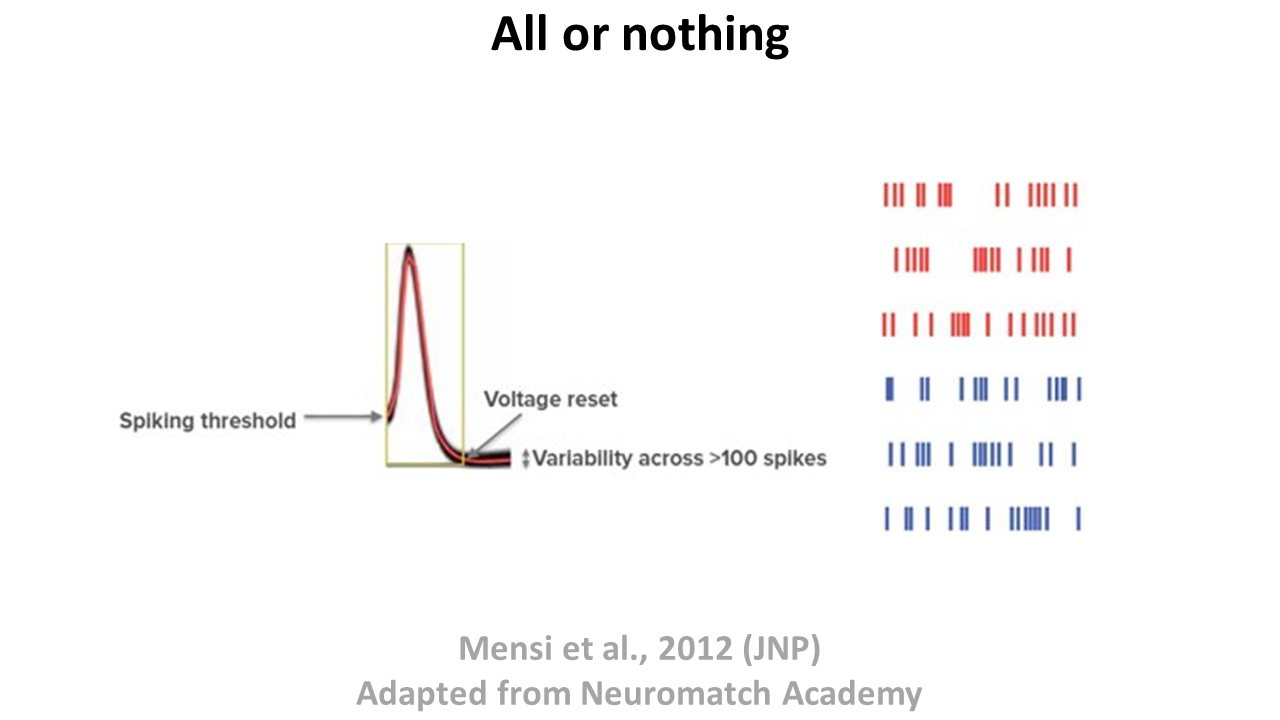 All or nothing
Spiking threshold
Voltage reset
Variability across >100 spikes
Mensi et al., 2012 (JNP)
Adapted from Neuromatch Academy